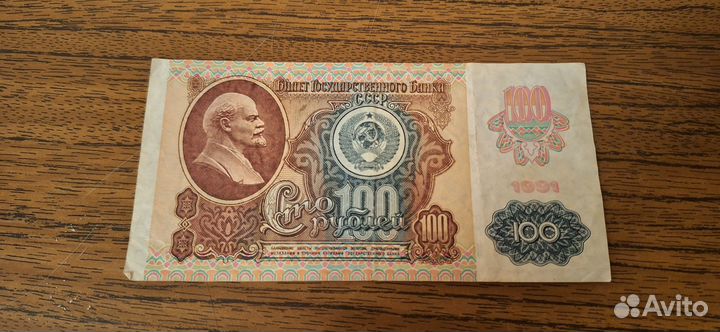 Билет Государственного Банка
СССР
100
1991
Сто 100
рублей
100
100
Avito